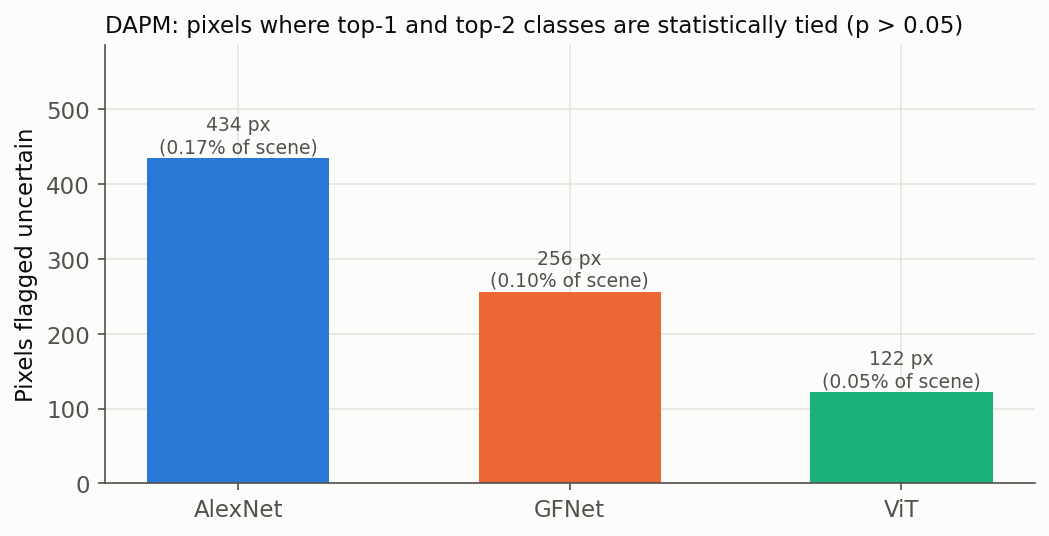 DAPM: pixels where top-1 and top-2 classes are statistically tied (p > 0.05)
Pixels flagged uncertain
500
400
300
200
100
0
434 px
(0.17% of scene)
256 px
(0.10% of scene)
122 px
(0.05% of scene)
AlexNet
GFNet
ViT